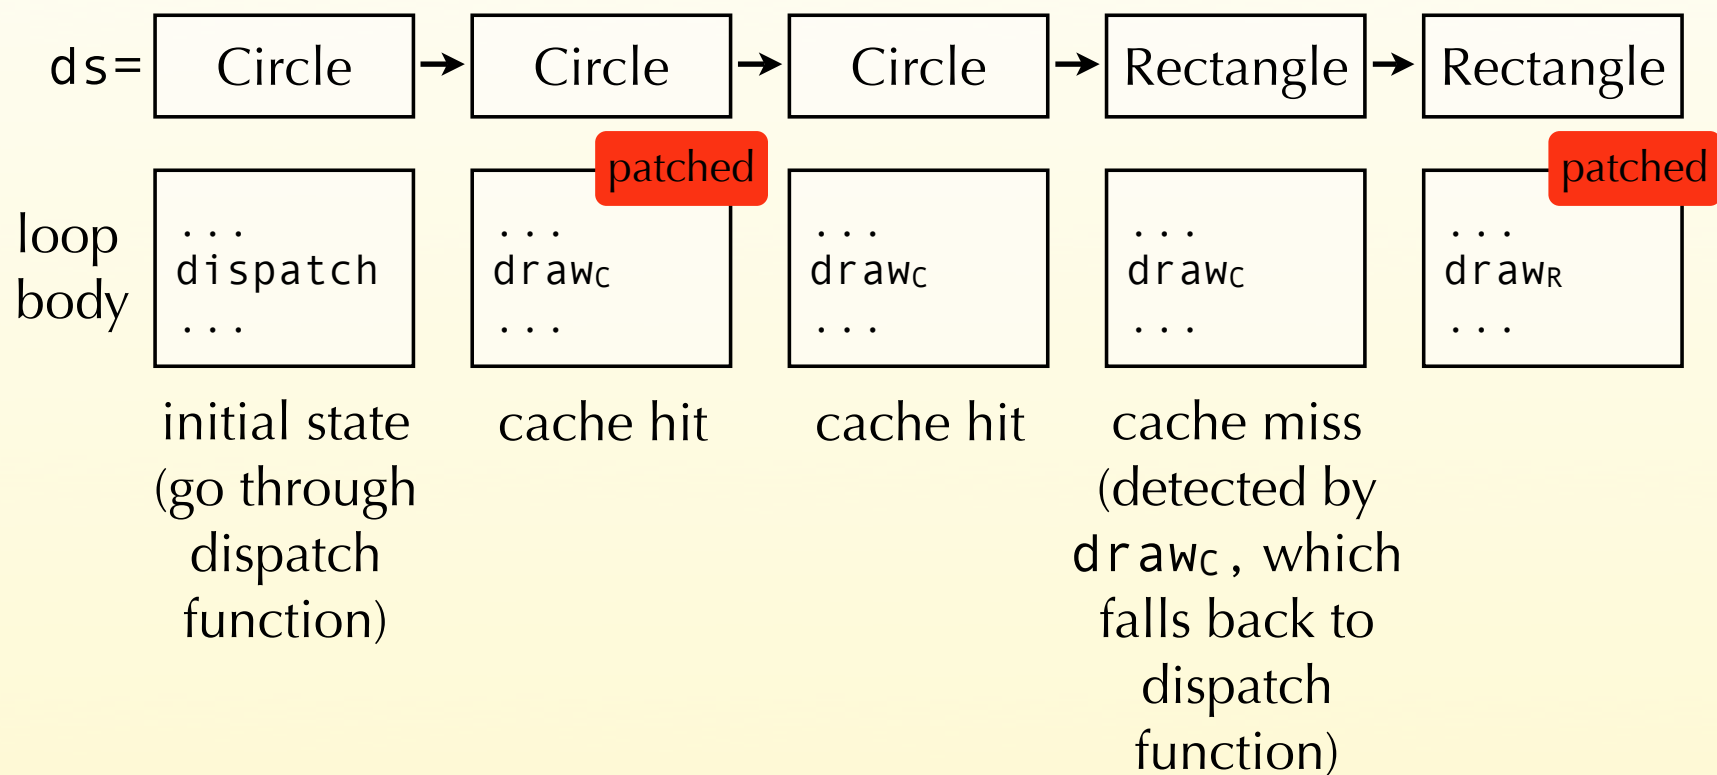 ds= Circle Circle Circle Rectangle Rectangle
patched patched
loop body
... ... ... ... ...
dispatch drawC drawC drawC drawR
... ... ... ... ...
initial state
(go through
dispatch
function)
cache hit
cache hit
cache miss
(detected by
drawC, which
falls back to
dispatch
function)